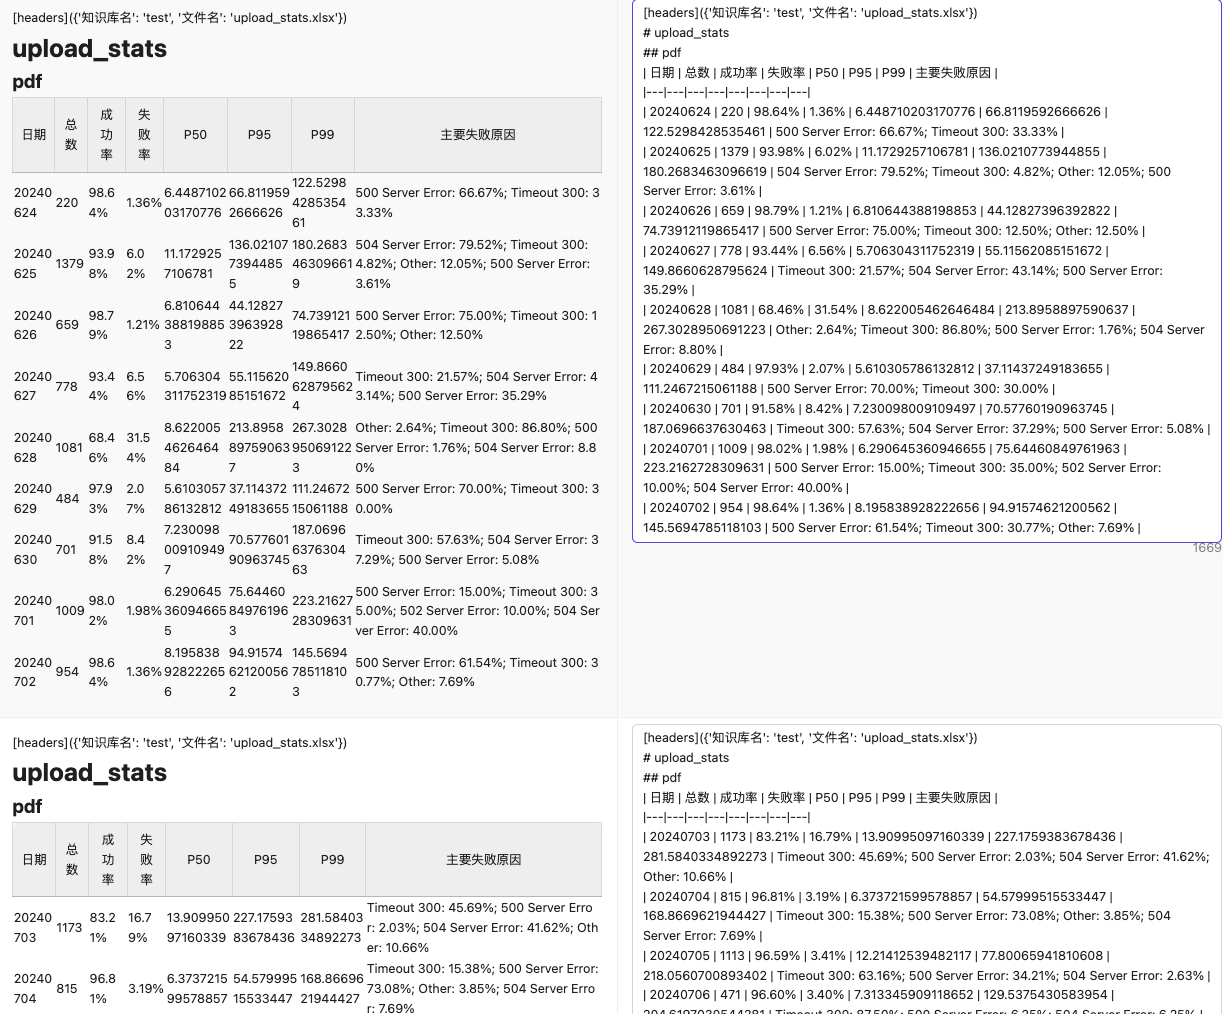 [headers]({'知识库名': 'test', '文件名': 'upload_stats.xlsx'})
upload_stats
pdf
日期 总数 成功率 失败率 P50 P95 P99 主要失败原因
20240624 220 98.64% 1.36% 6.448710203170776 66.8119592666626 122.5298428535461 500 Server Error: 66.67%; Timeout 300: 33.33%
20240625 1379 93.98% 6.02% 11.1729257106781 136.0210773944855 180.2683463096619 504 Server Error: 79.52%; Timeout 300: 4.82%; Other: 12.05%; 500 Server Error: 3.61%
20240626 659 98.79% 1.21% 6.810644388198853 44.12827396392822 74.73912119865417 500 Server Error: 75.00%; Timeout 300: 12.50%; Other: 12.50%
20240627 778 93.44% 6.56% 5.706304311752319 55.11562085151672 149.8660628795624 Timeout 300: 21.57%; 504 Server Error: 43.14%; 500 Server Error: 35.29%
20240628 1081 68.46% 31.54% 8.622005462646484 213.8958897590637 267.3028950691223 Other: 2.64%; Timeout 300: 86.80%; 500 Server Error: 1.76%; 504 Server Error: 8.80%
20240629 484 97.93% 2.07% 5.610305786132812 37.11437249183655 111.2467215061188 500 Server Error: 70.00%; Timeout 300: 30.00%
20240630 701 91.58% 8.42% 7.230098009109497 70.57760190963745 187.0696637630463 Timeout 300: 57.63%; 504 Server Error: 37.29%; 500 Server Error: 5.08%
20240701 1009 98.02% 1.98% 6.290645360946655 75.64460849761963 223.2162728309631 500 Server Error: 15.00%; Timeout 300: 35.00%; 502 Server Error: 10.00%; 504 Server Error: 40.00%
20240702 954 98.64% 1.36% 8.195838928222656 94.91574621200562 145.5694785118103 500 Server Error: 61.54%; Timeout 300: 30.77%; Other: 7.69%
[headers]({'知识库名': 'test', '文件名': 'upload_stats.xlsx'})
# upload_stats
## pdf
| 日期 | 总数 | 成功率 | 失败率 | P50 | P95 | P99 | 主要失败原因 |
|---|---|---|---|---|---|---|---|
| 20240624 | 220 | 98.64% | 1.36% | 6.448710203170776 | 66.8119592666626 |
122.5298428535461 | 500 Server Error: 66.67%; Timeout 300: 33.33% |
| 20240625 | 1379 | 93.98% | 6.02% | 11.1729257106781 | 136.0210773944855 |
180.2683463096619 | 504 Server Error: 79.52%; Timeout 300: 4.82%; Other: 12.05%; 500
Server Error: 3.61% |
| 20240626 | 659 | 98.79% | 1.21% | 6.810644388198853 | 44.12827396392822 |
74.73912119865417 | 500 Server Error: 75.00%; Timeout 300: 12.50%; Other: 12.50% |
| 20240627 | 778 | 93.44% | 6.56% | 5.706304311752319 | 55.11562085151672 |
149.8660628795624 | Timeout 300: 21.57%; 504 Server Error: 43.14%; 500 Server Error:
35.29% |
| 20240628 | 1081 | 68.46% | 31.54% | 8.622005462646484 | 213.8958897590637 |
267.3028950691223 | Other: 2.64%; Timeout 300: 86.80%; 500 Server Error: 1.76%; 504 Server
Error: 8.80% |
| 20240629 | 484 | 97.93% | 2.07% | 5.610305786132812 | 37.11437249183655 |
111.2467215061188 | 500 Server Error: 70.00%; Timeout 300: 30.00% |
| 20240630 | 701 | 91.58% | 8.42% | 7.230098009109497 | 70.57760190963745 |
187.0696637630463 | Timeout 300: 57.63%; 504 Server Error: 37.29%; 500 Server Error: 5.08% |
| 20240701 | 1009 | 98.02% | 1.98% | 6.290645360946655 | 75.64460849761963 |
223.2162728309631 | 500 Server Error: 15.00%; Timeout 300: 35.00%; 502 Server Error:
10.00%; 504 Server Error: 40.00% |
| 20240702 | 954 | 98.64% | 1.36% | 8.195838928222656 | 94.91574621200562 |
145.5694785118103 | 500 Server Error: 61.54%; Timeout 300: 30.77%; Other: 7.69% |
1669
[headers]({'知识库名': 'test', '文件名': 'upload_stats.xlsx'})
upload_stats
pdf
日期 总数 成功率 失败率 P50 P95 P99 主要失败原因
20240703 1173 83.21% 16.79% 13.90995097160339 227.1759383678436 281.5840334892273 Timeout 300: 45.69%; 500 Server Error: 2.03%; 504 Server Error: 41.62%; Other: 10.66%
20240704 815 96.81% 3.19% 6.373721599578857 54.57999515533447 168.8669621944427 Timeout 300: 15.38%; 500 Server Error: 73.08%; Other: 3.85%; 504 Server Error: 7.69%
[headers]({'知识库名': 'test', '文件名': 'upload_stats.xlsx'})
# upload_stats
## pdf
| 日期 | 总数 | 成功率 | 失败率 | P50 | P95 | P99 | 主要失败原因 |
|---|---|---|---|---|---|---|---|
| 20240703 | 1173 | 83.21% | 16.79% | 13.90995097160339 | 227.1759383678436 |
281.5840334892273 | Timeout 300: 45.69%; 500 Server Error: 2.03%; 504 Server Error: 41.62%;
Other: 10.66% |
| 20240704 | 815 | 96.81% | 3.19% | 6.373721599578857 | 54.57999515533447 |
168.8669621944427 | Timeout 300: 15.38%; 500 Server Error: 73.08%; Other: 3.85%; 504
Server Error: 7.69% |
| 20240705 | 1113 | 96.59% | 3.41% | 12.21412539482117 | 77.80065941810608 |
218.0560700893402 | Timeout 300: 63.16%; 500 Server Error: 34.21%; 504 Server Error: 2.63% |
| 20240706 | 471 | 96.60% | 3.40% | 7.313345909118652 | 129.5375430583954 |